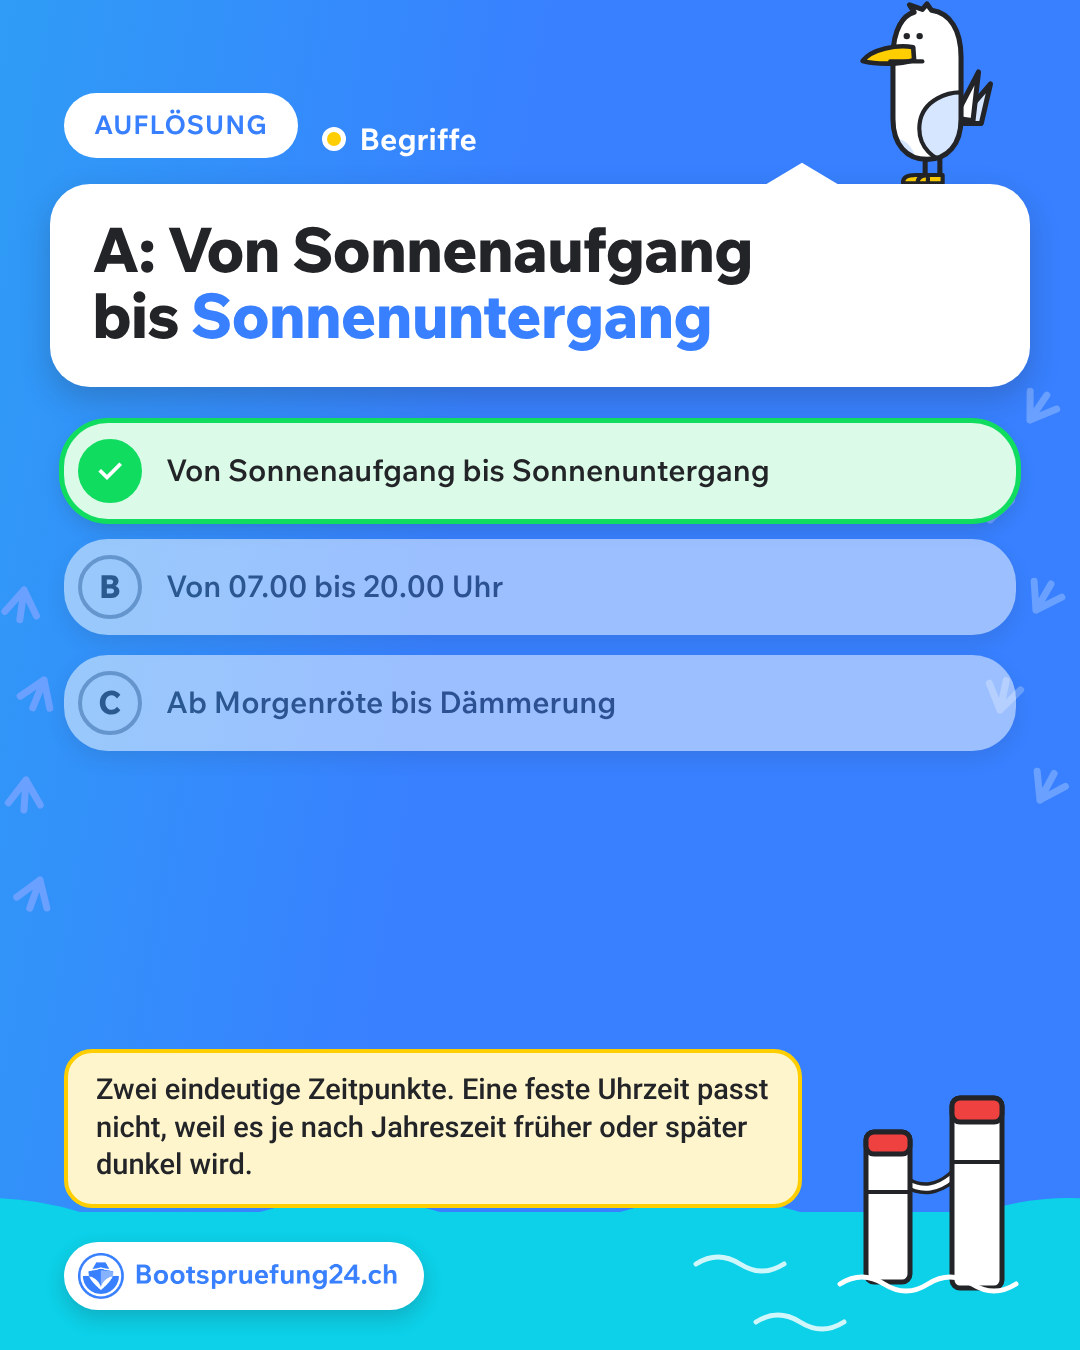 AUFLÖSUNG
Begriffe
A: Von Sonnenaufgang
bis Sonnenuntergang
Von Sonnenaufgang bis Sonnenuntergang
B Von 07.00 bis 20.00 Uhr
C Ab Morgenröte bis Dämmerung
Zwei eindeutige Zeitpunkte. Eine feste Uhrzeit passt
nicht, weil es je nach Jahreszeit früher oder später
dunkel wird.
Bootspruefung24.ch